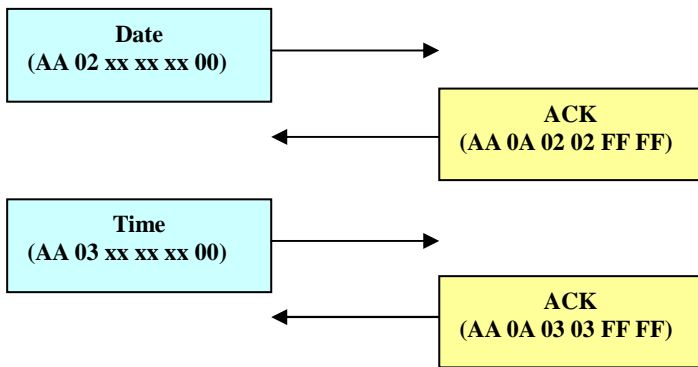 Date
(AA 02 xx xx xx 00)
ACK
(AA 0A 02 02 FF FF)
Time
(AA 03 xx xx xx 00)
ACK
(AA 0A 03 03 FF FF)